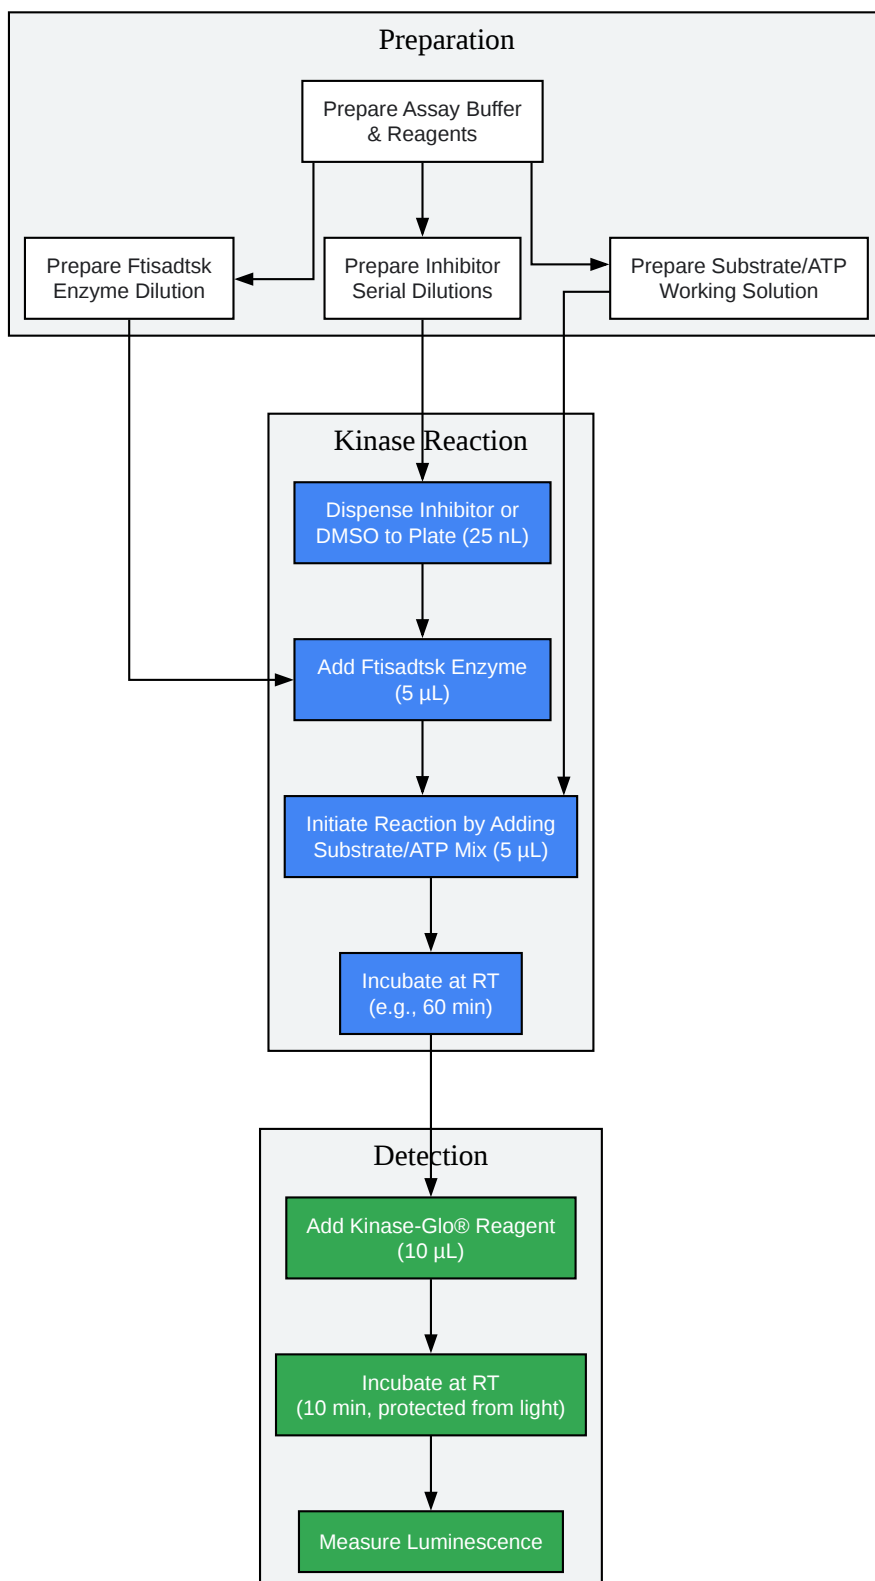 Preparation
Prepare Assay Buffer
& Reagents
Prepare Ftisadtsk
Enzyme Dilution
Prepare Inhibitor
Serial Dilutions
Prepare Substrate/ATP
Working Solution
Kinase Reaction
Dispense Inhibitor or
DMSO to Plate (25 nL)
Add Ftisadtsk Enzyme
(5 µL)
Initiate Reaction by Adding
Substrate/ATP Mix (5 µL)
Incubate at RT
(e.g., 60 min)
Detection
Add Kinase-Glo® Reagent
(10 µL)
Incubate at RT
(10 min, protected from light)
Measure Luminescence